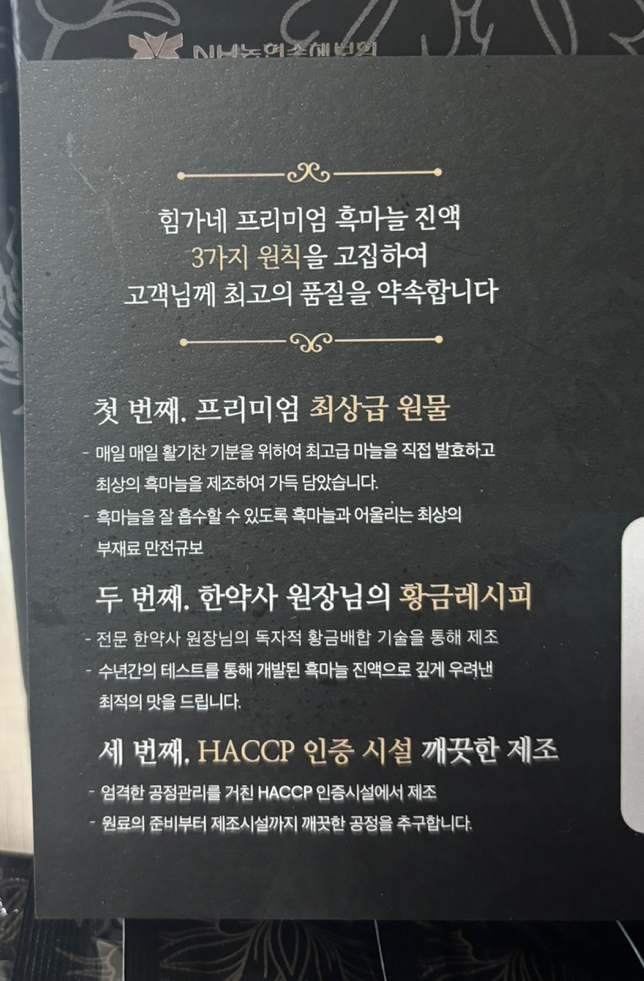 NH농협손해보험
힘가네 프리미엄 흑마늘 진액
3가지 원칙을 고집하여
고객님께 최고의 품질을 약속합니다
첫 번째. 프리미엄 최상급 원물
- 매일 매일 활기찬 기분을 위하여 최고급 마늘을 직접 발효하고
최상의 흑마늘을 제조하여 가득 담았습니다.
- 흑마늘을 잘 흡수할 수 있도록 흑마늘과 어울리는 최상의
부재료 만전규보
두 번째. 한약사 원장님의 황금레시피
- 전문 한약사 원장님의 독자적 황금배합 기술을 통해 제조
- 수년간의 테스트를 통해 개발된 흑마늘 진액으로 깊게 우려낸
최적의 맛을 드립니다.
세 번째. HACCP 인증 시설 깨끗한 제조
- 엄격한 공정관리를 거친 HACCP 인증시설에서 제조
- 원료의 준비부터 제조시설까지 깨끗한 공정을 추구합니다.